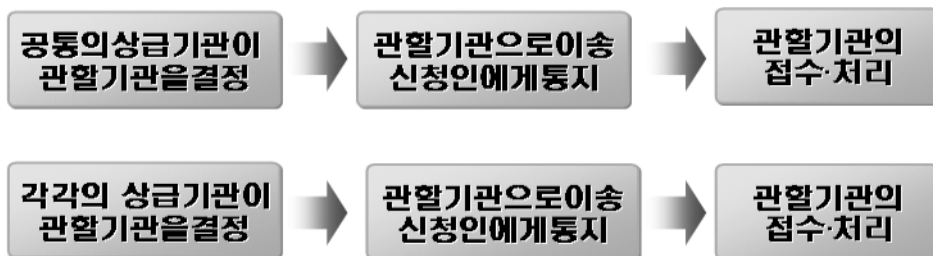 공통의상급기관이
관할기관을결정
관할기관으로이송
신청인에게통지
관할기관의
접수·처리
각각의 상급기관이
관할기관을결정
관할기관으로이송
신청인에게통지
관할기관의
접수·처리